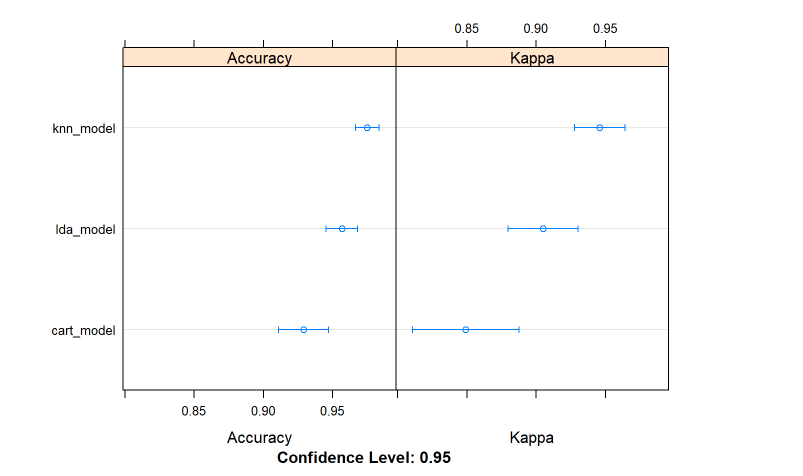 0.85 0.90 0.95
Accuracy Kappa
knn_model
lda_model
cart_model
0.85 0.90 0.95
Accuracy Kappa
Confidence Level: 0.95